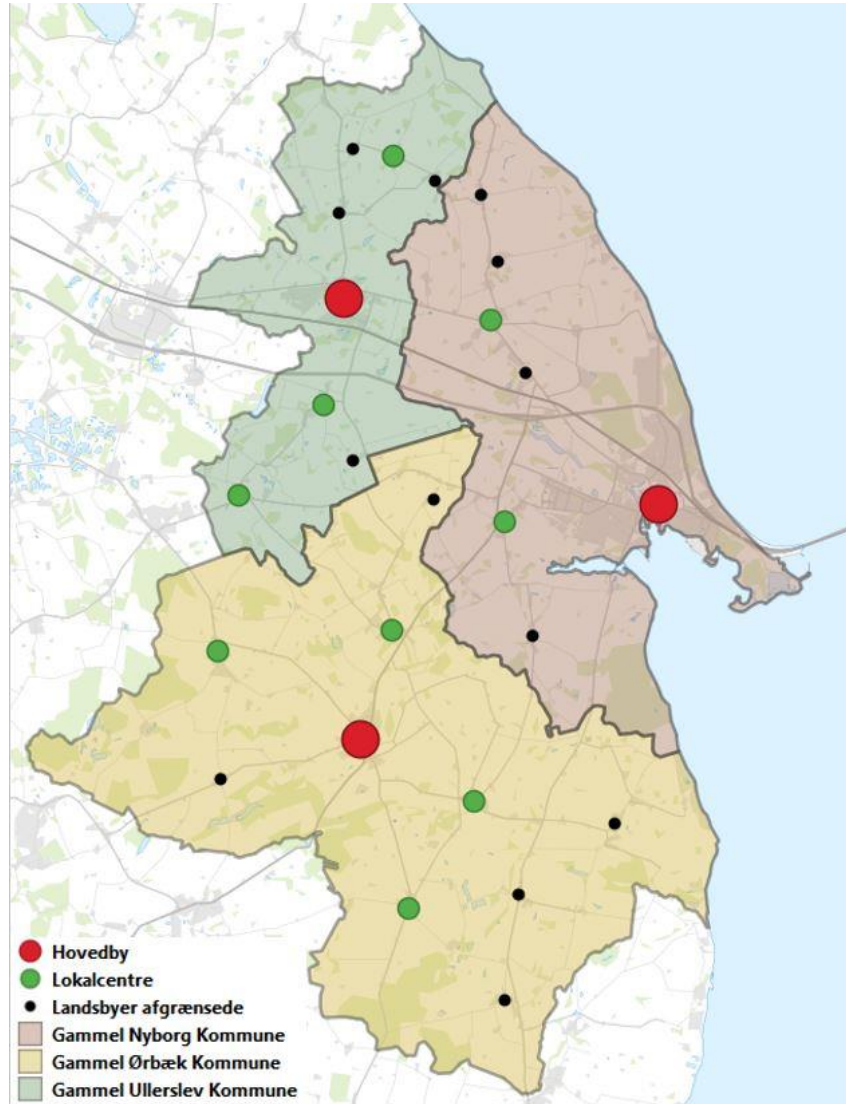 Hovedby
Lokalcentre
Landsbyer afgrænsede
Gammel Nyborg Kommune
Gammel Ørbæk Kommune
Gammel Ullerslev Kommune